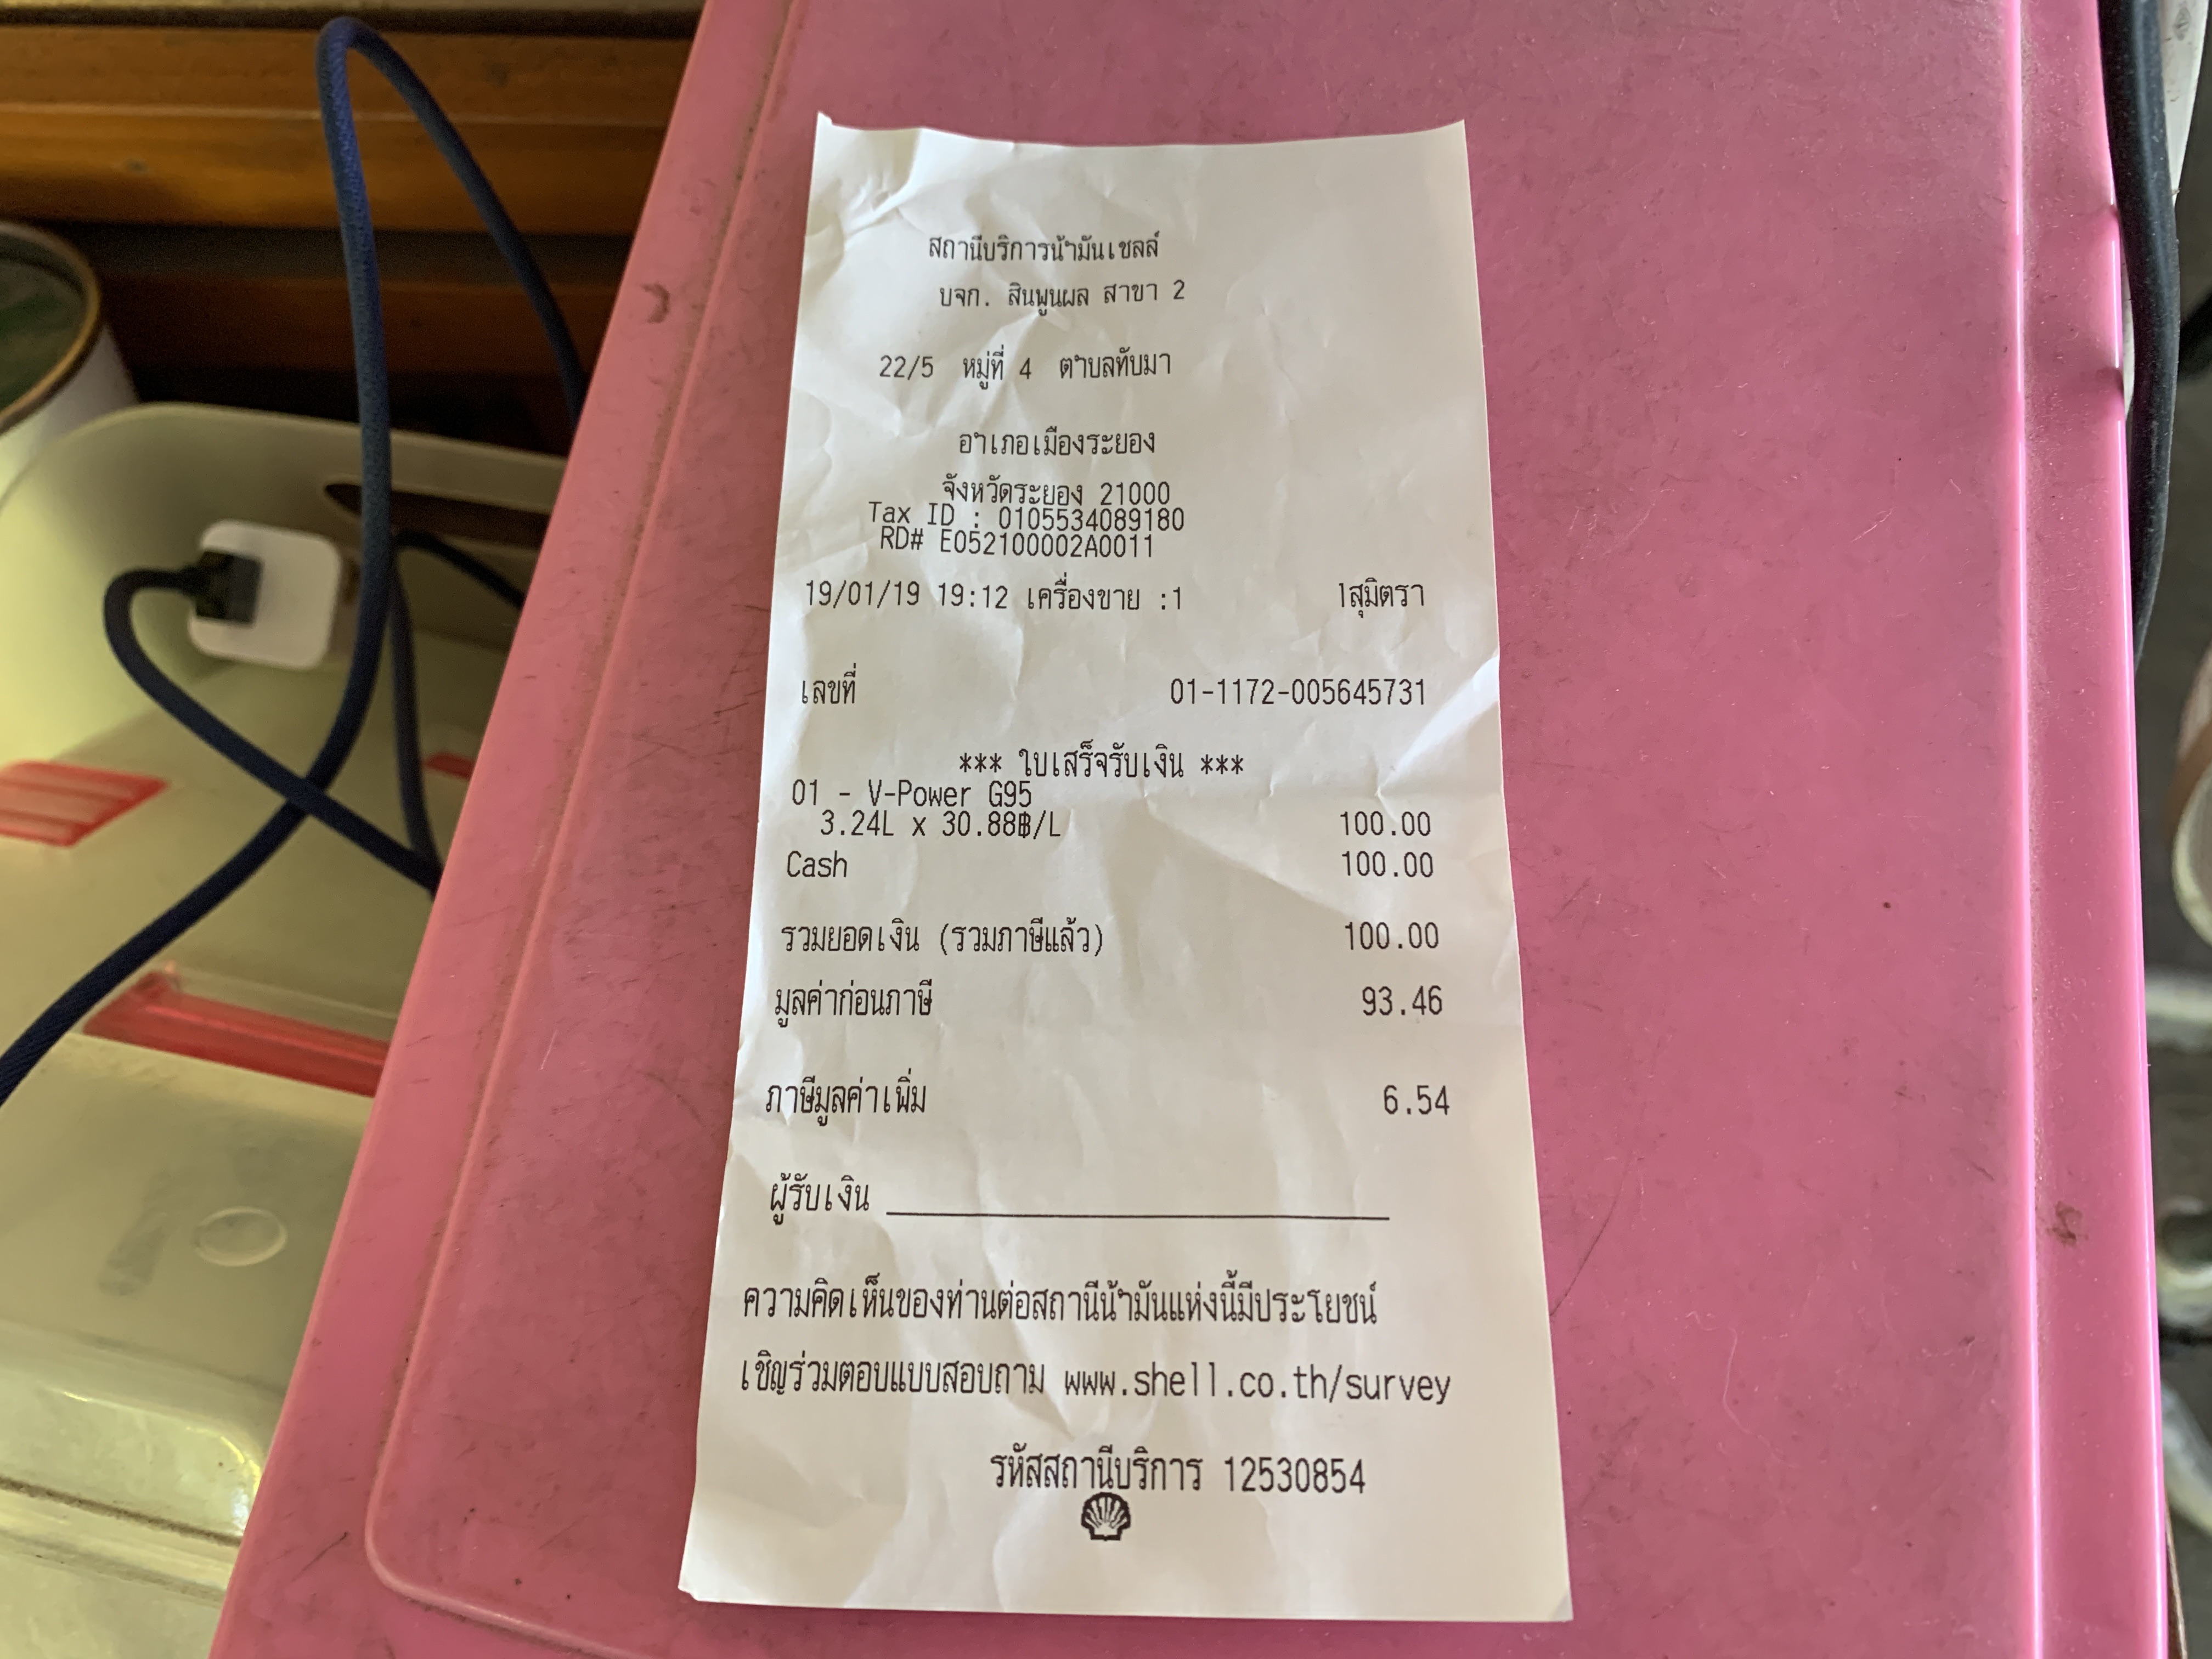 สถานีบริการน้ำมันเชลล์
บจก. สินพูนผล สาขา 2
22/5 หมู่ที่ 4 ตำบลทับมา
อำเภอเมืองระยอง
จังหวัดระยอง 21000
Tax ID : 0105534089180
RD# E052100002A0011
19/01/19 19:12 เครื่องขาย :1 1สุมิตรา
เลขที่ 01-1172-005645731
*** ใบเสร็จรับเงิน ***
01 - V-Power G95
3.24L x 30.88฿/L 100.00
Cash 100.00
รวมยอดเงิน (รวมภาษีแล้ว) 100.00
มูลค่าก่อนภาษี 93.46
ภาษีมูลค่าเพิ่ม 6.54
ผู้รับเงิน
ความคิดเห็นของท่านต่อสถานีน้ำมันแห่งนี้มีประโยชน์
เชิญร่วมตอบแบบสอบถาม www.shell.co.th/survey
รหัสสถานีบริการ 12530854